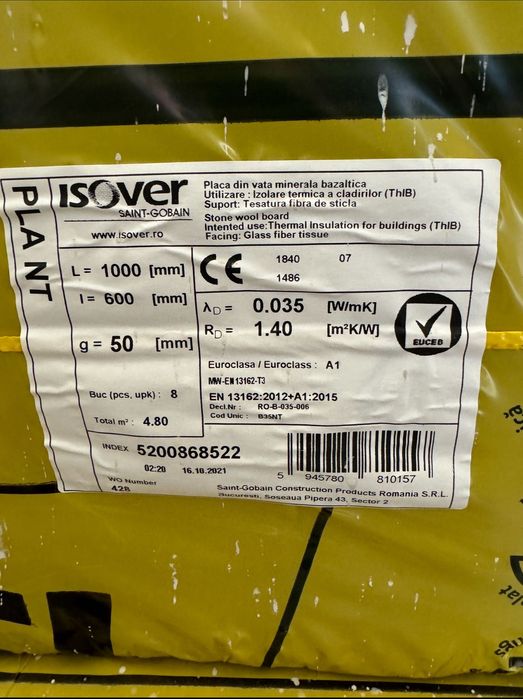 PLANT
ISOVER
SAINT-GOBAIN
www.isover.ro
Placa din vata minerala bazaltica
Utilizare : Izolare termica a cladirilor (ThIB)
Suport: Tesatura fibra de sticla
Stone wool board
Intented use:Thermal Insulation for buildings (ThIB)
Facing: Glass fiber tissue
L = 1000 [mm]
l = 600 [mm]
g = 50 [mm]
CE 1840 07
1486
λD = 0.035 [W/mK]
RD = 1.40 [m²K/W]
EUCEB
Euroclasa / Euroclass : A1
MW-EN 13162-T3
EN 13162:2012+A1:2015
Decl.Nr : RO-B-035-006
Cod Unic : B35NT
Buc (pcs, upk) : 8
Total m² : 4.80
INDEX 5200868522
02:20 16.10.2021
WO Number
428
5 945780 810157
Saint-Gobain Construction Products Romania S.R.L.
Bucuresti, Soseaua Pipera 43, Sector 2